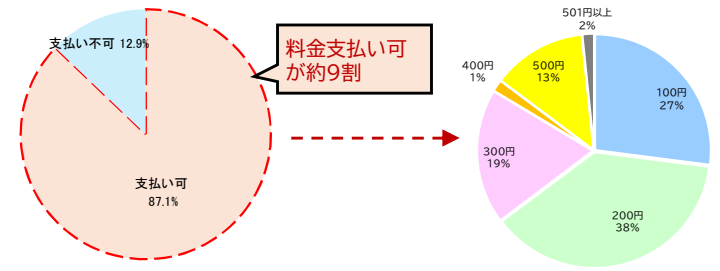 支払い不可 12.9%
支払い可
87.1%
料金支払い可
が約9割
501円以上
2%
400円
1%
500円
13%
100円
27%
300円
19%
200円
38%